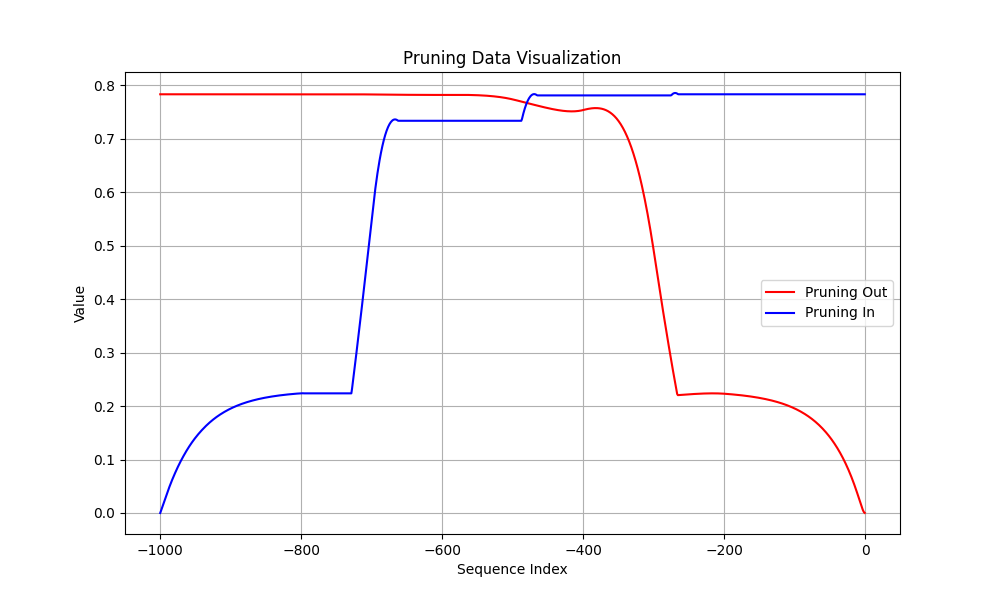 Pruning Data Visualization
Value
0.8
0.7
0.6
0.5
0.4
0.3
0.2
0.1
0.0
Pruning Out
Pruning In
−1000 −800 −600 −400 −200 0
Sequence Index